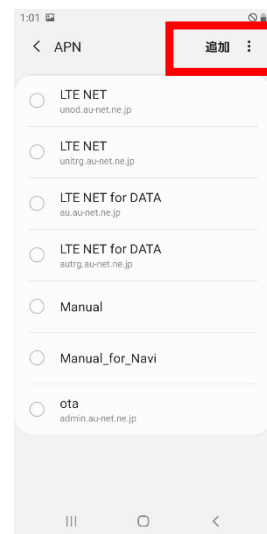 1:01
APN 追加
LTE NET
unod.au-net.ne.jp
LTE NET
unitrg.au-net.ne.jp
LTE NET for DATA
au.au-net.ne.jp
LTE NET for DATA
autrg.au-net.ne.jp
Manual
Manual_for_Navi
ota
admin.au-net.ne.jp